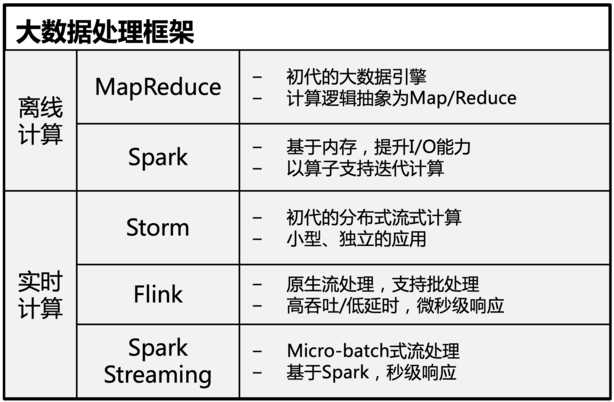 大数据处理框架
离线
计算
MapReduce
– 初代的大数据引擎
– 计算逻辑抽象为Map/Reduce
Spark
– 基于内存，提升I/O能力
– 以算子支持迭代计算
实时
计算
Storm
– 初代的分布式流式计算
– 小型、独立的应用
Flink
– 原生流处理，支持批处理
– 高吞吐/低延时，微秒级响应
Spark
Streaming
– Micro-batch式流处理
– 基于Spark，秒级响应